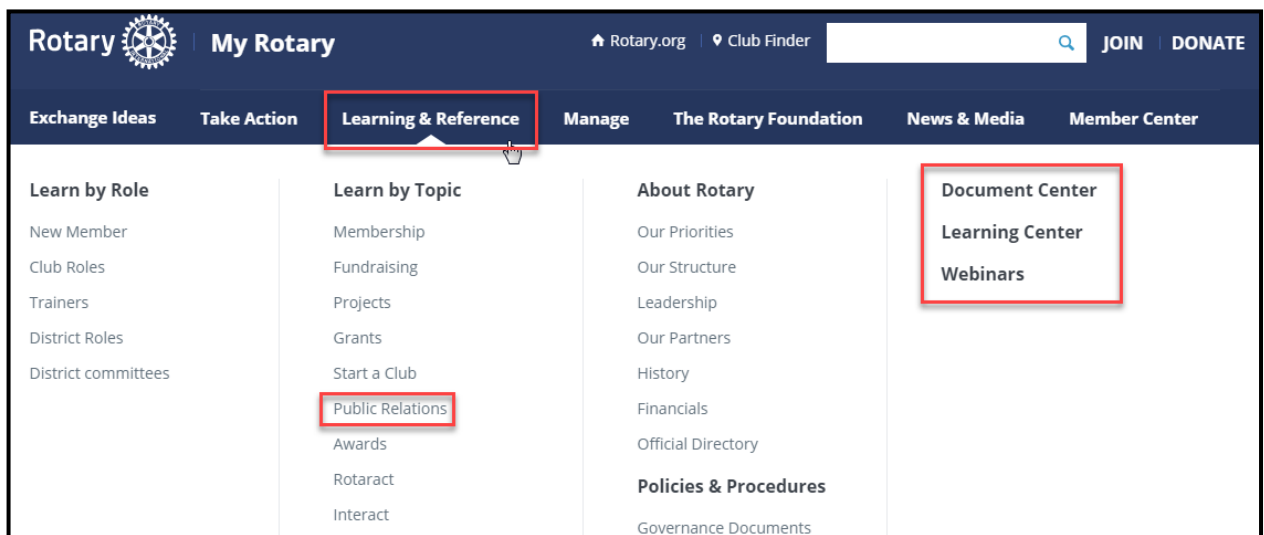 Rotary
My Rotary
Rotary.org
Club Finder
JOIN
DONATE
Exchange Ideas
Take Action
Learning & Reference
Manage
The Rotary Foundation
News & Media
Member Center
Learn by Role
New Member
Club Roles
Trainers
District Roles
District committees
Learn by Topic
Membership
Fundraising
Projects
Grants
Start a Club
Public Relations
Awards
Rotaract
Interact
About Rotary
Our Priorities
Our Structure
Leadership
Our Partners
History
Financials
Official Directory
Policies & Procedures
Governance Documents
Document Center
Learning Center
Webinars